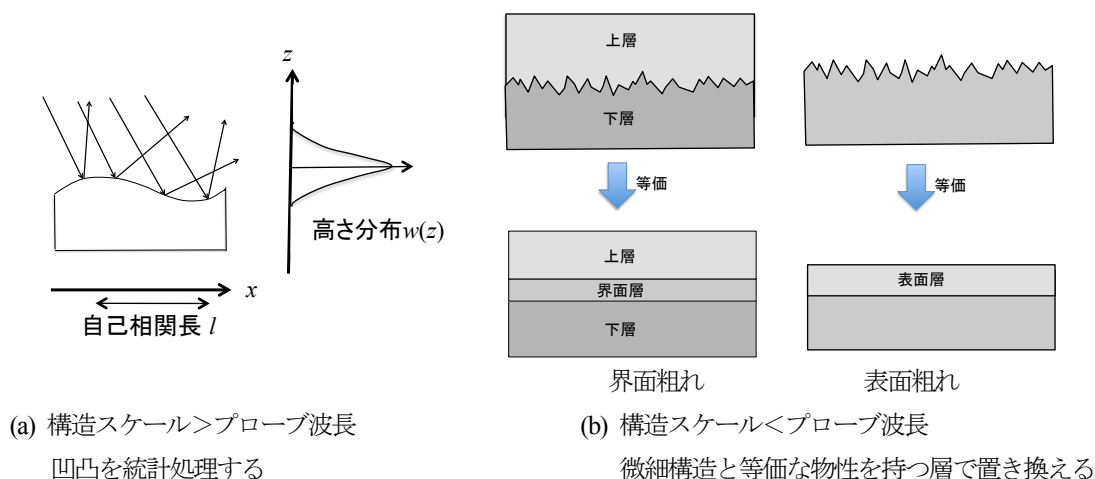 z
高さ分布w(z)
x
自己相関長 l
(a) 構造スケール＞プローブ波長
凹凸を統計処理する
上層
下層
等価
等価
上層
界面層
下層
表面層
界面粗れ
表面粗れ
(b) 構造スケール＜プローブ波長
微細構造と等価な物性を持つ層で置き換える